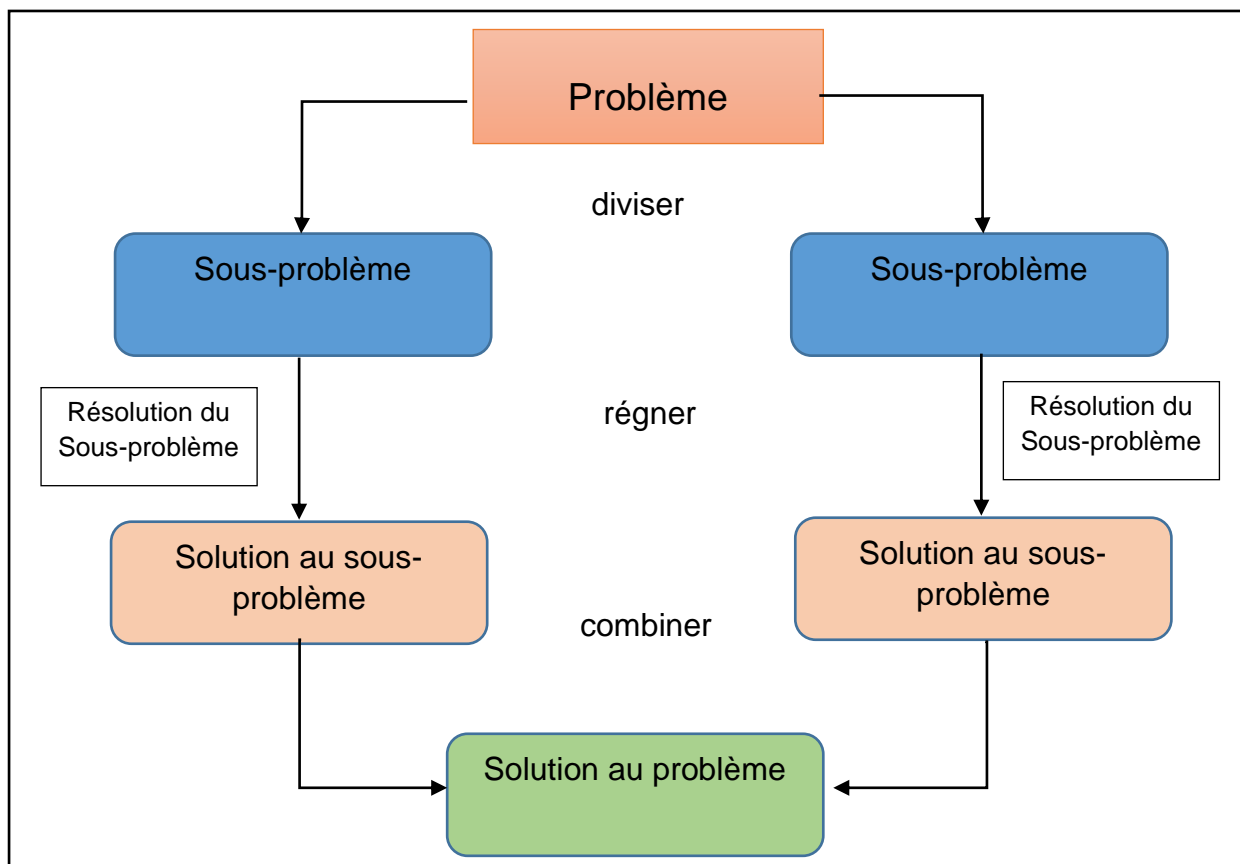 Problème
diviser
Sous-problème
Sous-problème
Résolution du
Sous-problème
régner
Résolution du
Sous-problème
Solution au sous-
problème
Solution au sous-
problème
combiner
Solution au problème